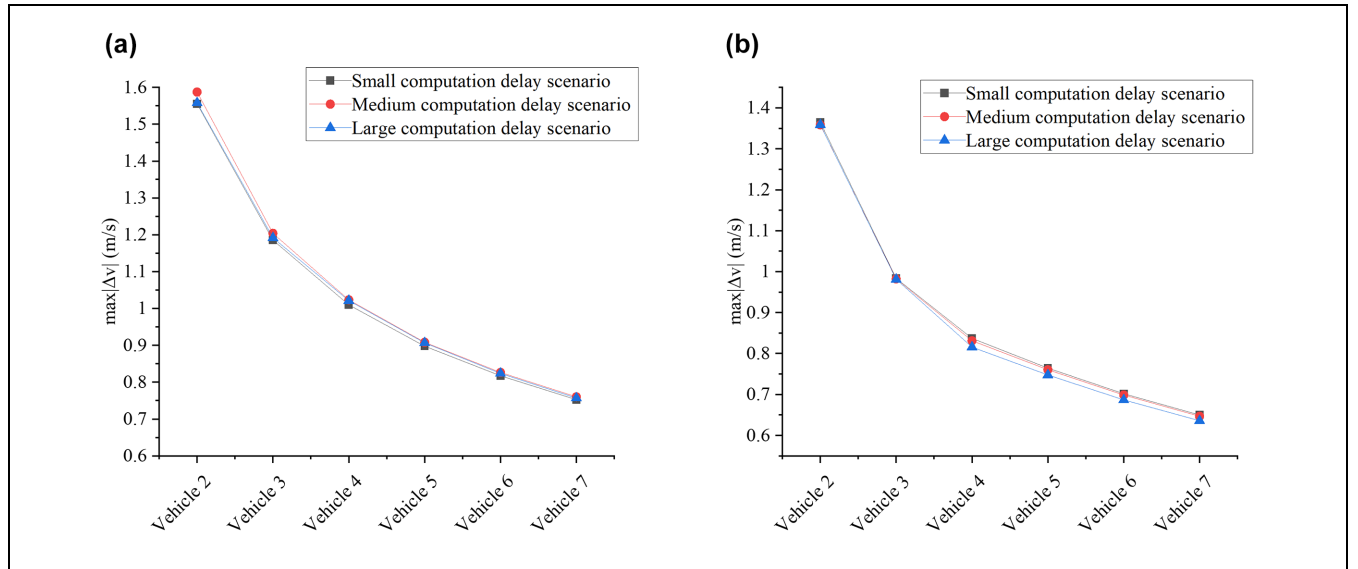 (a)
Small computation delay scenario
Medium computation delay scenario
Large computation delay scenario
max|Δv| (m/s)
1.6
1.5
1.4
1.3
1.2
1.1
1
0.9
0.8
0.7
0.6
Vehicle 2
Vehicle 3
Vehicle 4
Vehicle 5
Vehicle 6
Vehicle 7
(b)
Small computation delay scenario
Medium computation delay scenario
Large computation delay scenario
max|Δv| (m/s)
1.4
1.3
1.2
1.1
1
0.9
0.8
0.7
0.6
Vehicle 2
Vehicle 3
Vehicle 4
Vehicle 5
Vehicle 6
Vehicle 7